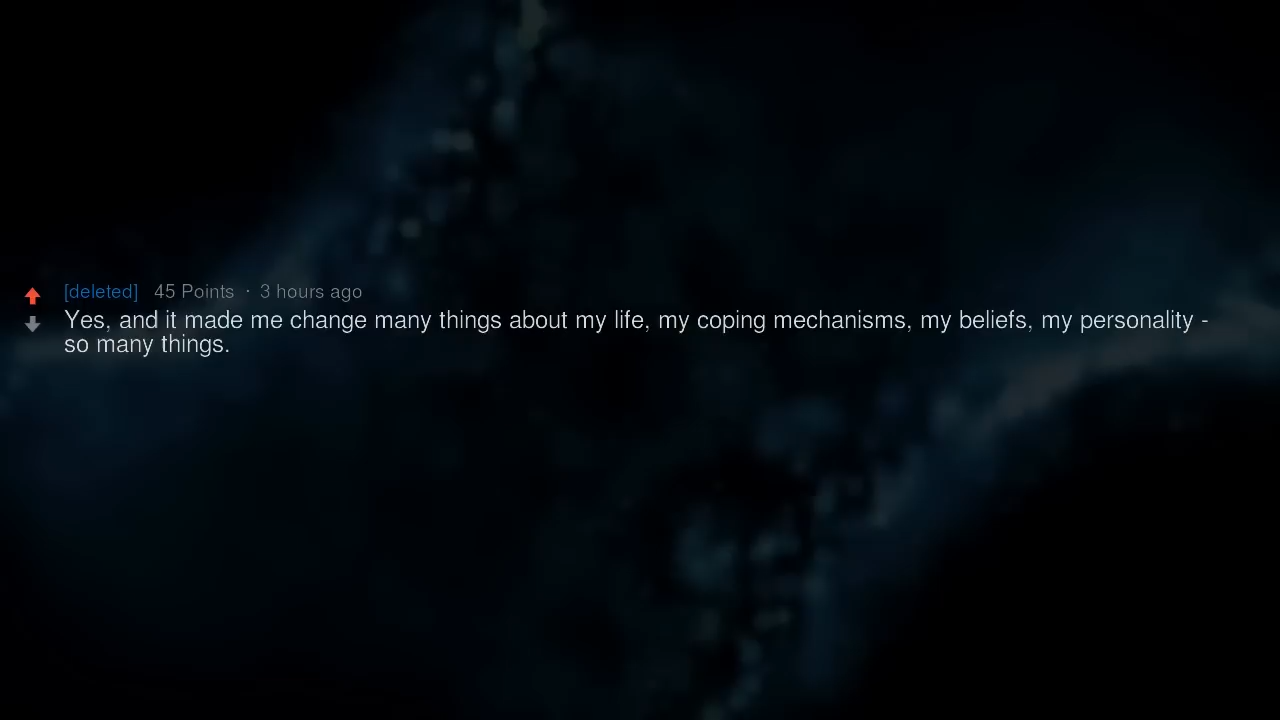 [deleted] 45 Points · 3 hours ago
Yes, and it made me change many things about my life, my coping mechanisms, my beliefs, my personality -
so many things.